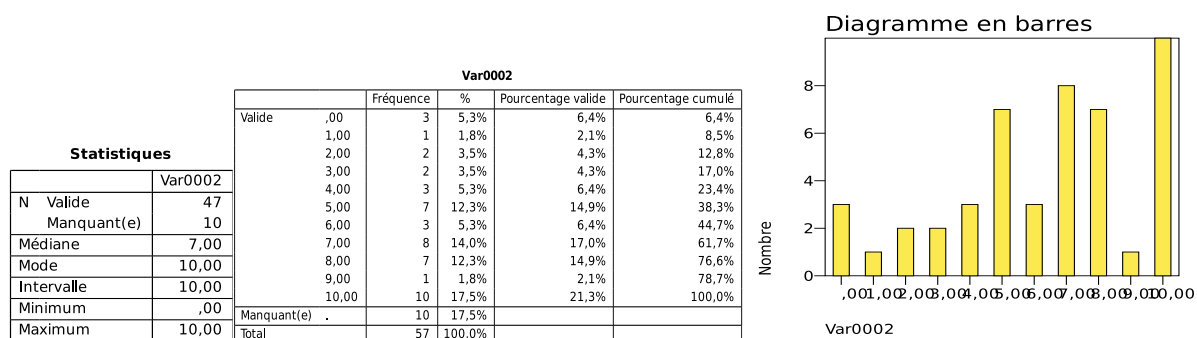 Statistiques
Var0002
N Valide 47
Manquant(e) 10
Médiane 7,00
Mode 10,00
Intervalle 10,00
Minimum ,00
Maximum 10,00
Var0002
Fréquence % Pourcentage valide Pourcentage cumulé
Valide ,00 3 5,3% 6,4% 6,4%
1,00 1 1,8% 2,1% 8,5%
2,00 2 3,5% 4,3% 12,8%
3,00 2 3,5% 4,3% 17,0%
4,00 3 5,3% 6,4% 23,4%
5,00 7 12,3% 14,9% 38,3%
6,00 3 5,3% 6,4% 44,7%
7,00 8 14,0% 17,0% 61,7%
8,00 7 12,3% 14,9% 76,6%
9,00 1 1,8% 2,1% 78,7%
10,00 10 17,5% 21,3% 100,0%
Manquant(e) . 10 17,5%
Total 57 100,0%
Diagramme en barres
8
6
4
2
0
Nombre
,00 1,00 2,00 3,00 4,00 5,00 6,00 7,00 8,00 9,00 10,00
Var0002